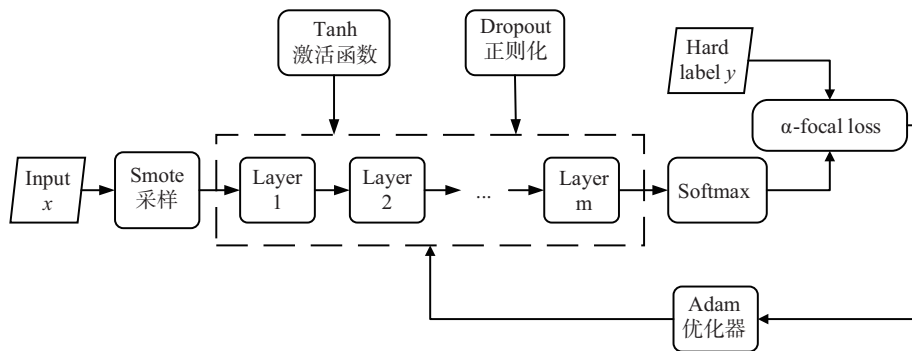 Tanh
激活函数
Dropout
正则化
Hard
label y
α-focal loss
Input
x
Smote
采样
Layer
1
Layer
2
...
Layer
m
Softmax
Adam
优化器